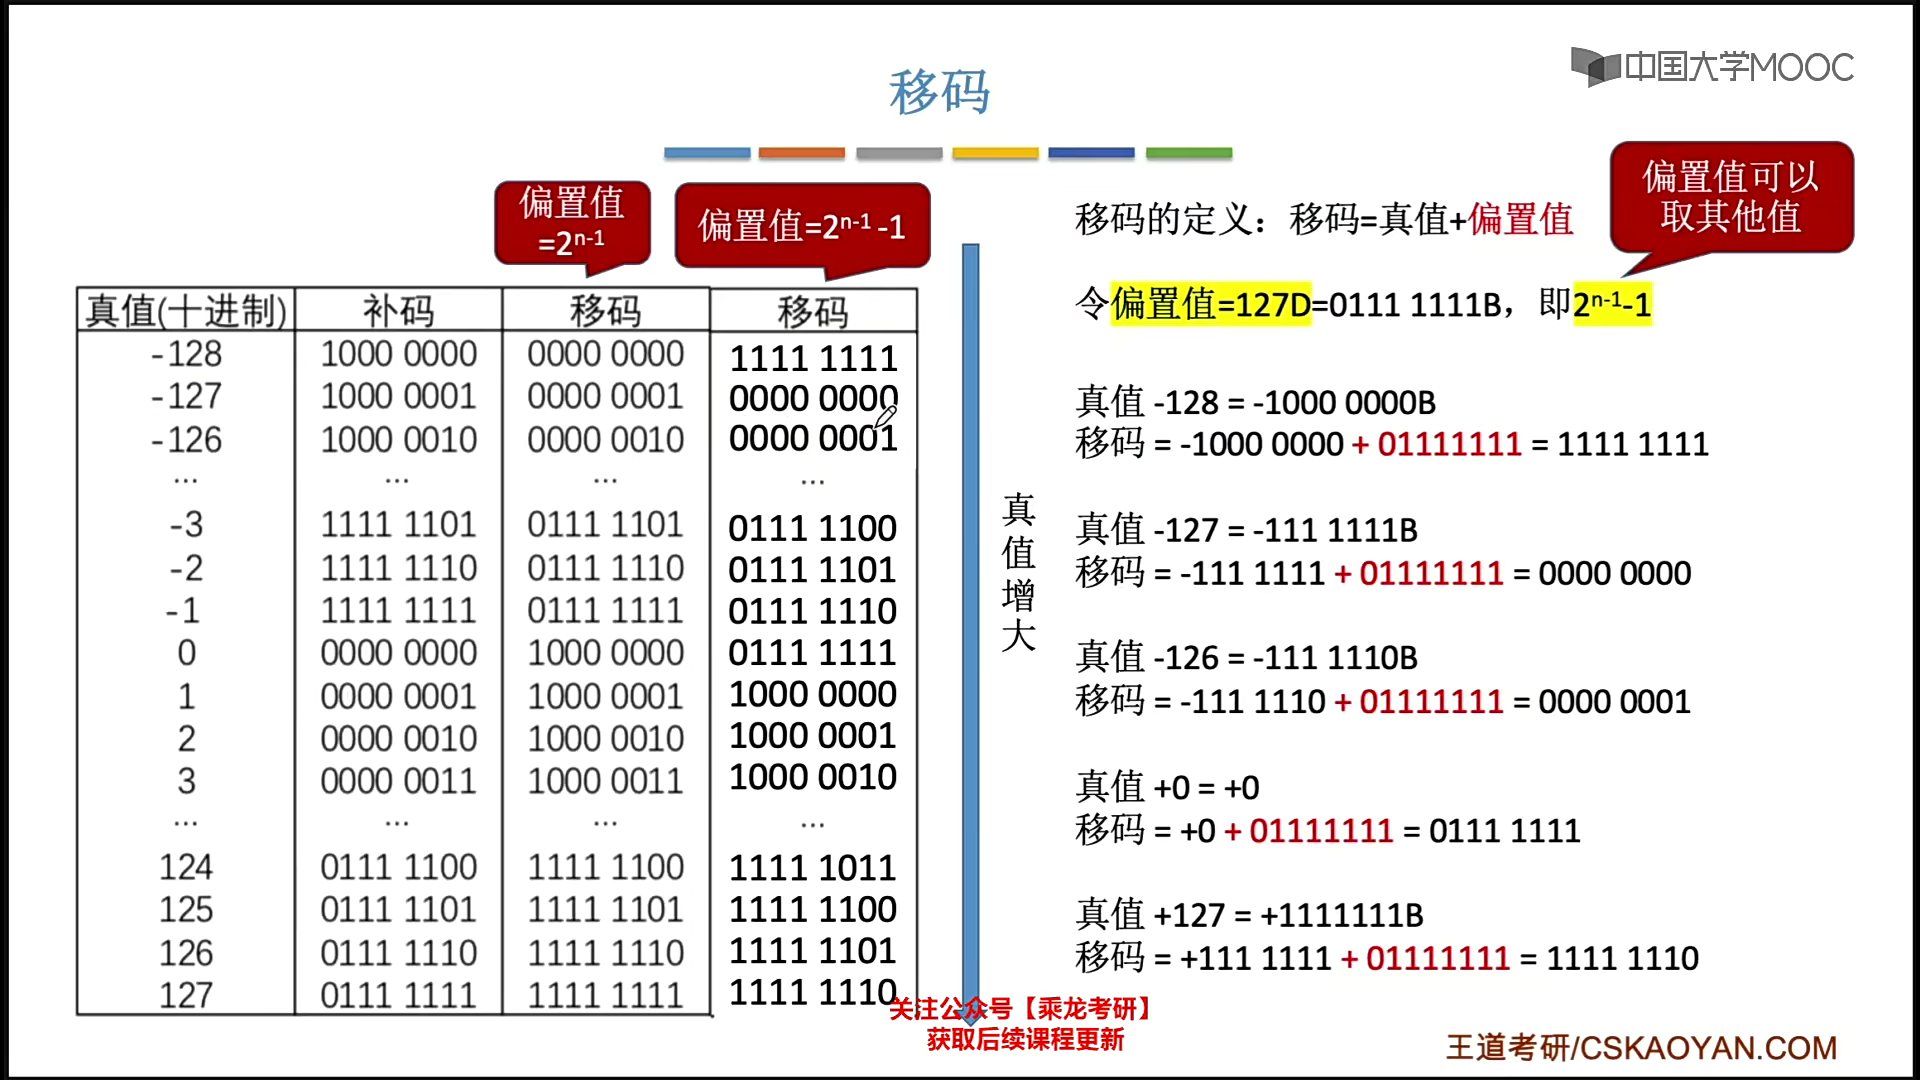 中国大学MOOC
移码
偏置值
=2ⁿ⁻¹
偏置值=2ⁿ⁻¹ -1
真值(十进制) 补码 移码 移码
-128 1000 0000 0000 0000 1111 1111
-127 1000 0001 0000 0001 0000 0000
-126 1000 0010 0000 0010 0000 0001
... ... ... ...
-3 1111 1101 0111 1101 0111 1100
-2 1111 1110 0111 1110 0111 1101
-1 1111 1111 0111 1111 0111 1110
0 0000 0000 1000 0000 0111 1111
1 0000 0001 1000 0001 1000 0000
2 0000 0010 1000 0010 1000 0001
3 0000 0011 1000 0011 1000 0010
... ... ... ...
124 0111 1100 1111 1100 1111 1011
125 0111 1101 1111 1101 1111 1100
126 0111 1110 1111 1110 1111 1101
127 0111 1111 1111 1111 1111 1110
真
值
增
大
移码的定义：移码=真值+偏置值
偏置值可以
取其他值
令偏置值=127D=0111 1111B，即2ⁿ⁻¹-1
真值 -128 = -1000 0000B
移码 = -1000 0000 + 01111111 = 1111 1111
真值 -127 = -111 1111B
移码 = -111 1111 + 01111111 = 0000 0000
真值 -126 = -111 1110B
移码 = -111 1110 + 01111111 = 0000 0001
真值 +0 = +0
移码 = +0 + 01111111 = 0111 1111
真值 +127 = +1111111B
移码 = +111 1111 + 01111111 = 1111 1110
关注公众号【乘龙考研】
获取后续课程更新
王道考研/CSKAOYAN.COM